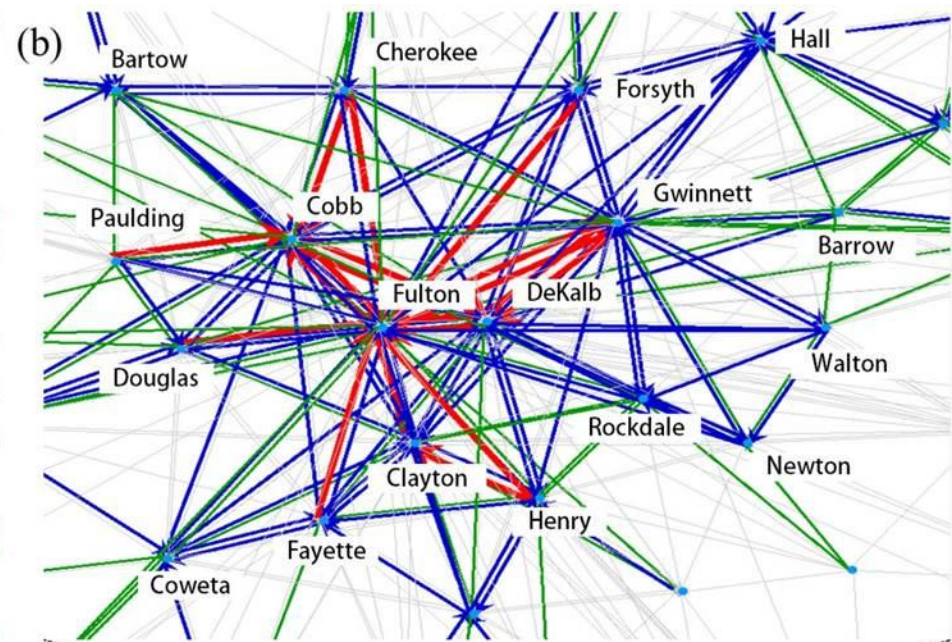 (b)
Bartow
Cherokee
Hall
Forsyth
Paulding
Cobb
Gwinnett
Barrow
Fulton
DeKalb
Douglas
Walton
Rockdale
Clayton
Newton
Henry
Fayette
Coweta